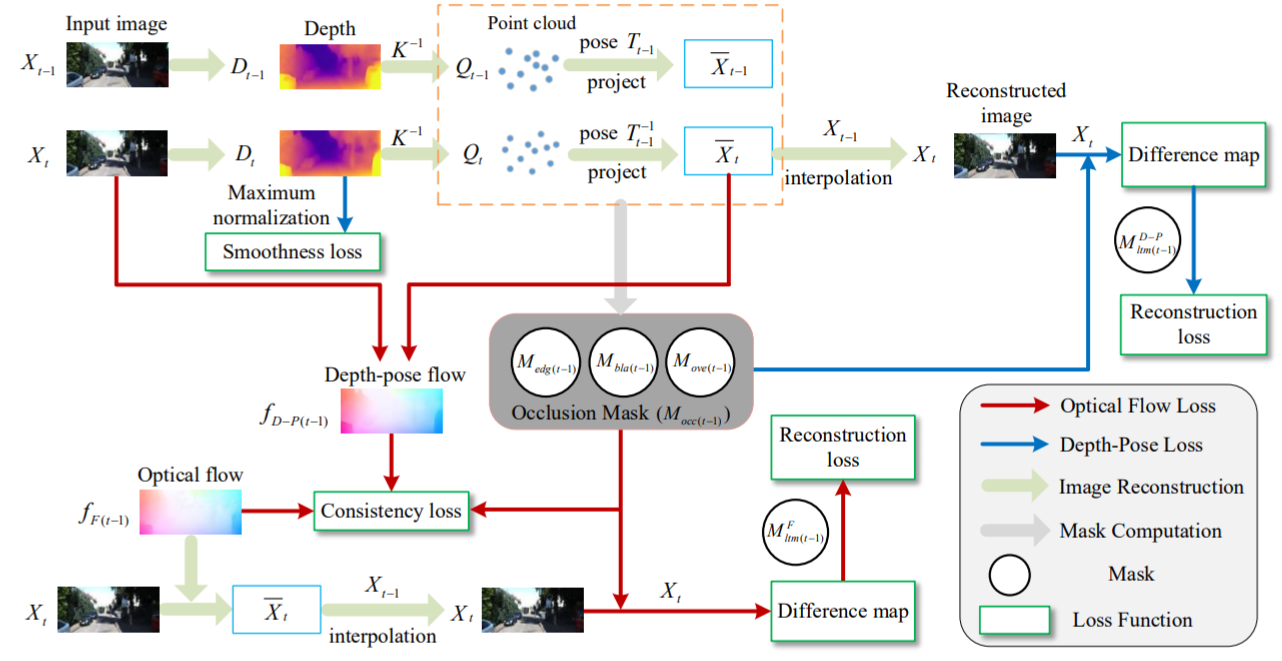 Input image
Depth
Point cloud
X_{t-1}
D_{t-1}
K^{-1}
Q_{t-1}
pose T_{t-1}
project
\overline{X}_{t-1}
X_t
D_t
K^{-1}
Q_t
pose T_{t-1}^{-1}
project
\overline{X}_t
X_{t-1}
interpolation
X_t
Reconstructed
image
X_t
Difference map
Maximum
normalization
Smoothness loss
M_{ltm(t-1)}^{D-P}
Reconstruction
loss
M_{edg(t-1)}
M_{bla(t-1)}
M_{ove(t-1)}
Occlusion Mask (M_{occ(t-1)})
Depth-pose flow
f_{D-P(t-1)}
Optical flow
f_{F(t-1)}
Consistency loss
Reconstruction
loss
M_{ltm(t-1)}^{F}
X_t
\overline{X}_t
X_{t-1}
interpolation
X_t
X_t
Difference map
Optical Flow Loss
Depth-Pose Loss
Image Reconstruction
Mask Computation
Mask
Loss Function